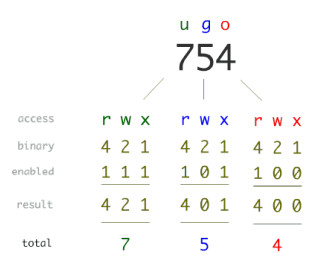 u g o
754
access r w x r w x r w x
binary 4 2 1 4 2 1 4 2 1
enabled 1 1 1 1 0 1 1 0 0
result 4 2 1 4 0 1 4 0 0
total 7 5 4